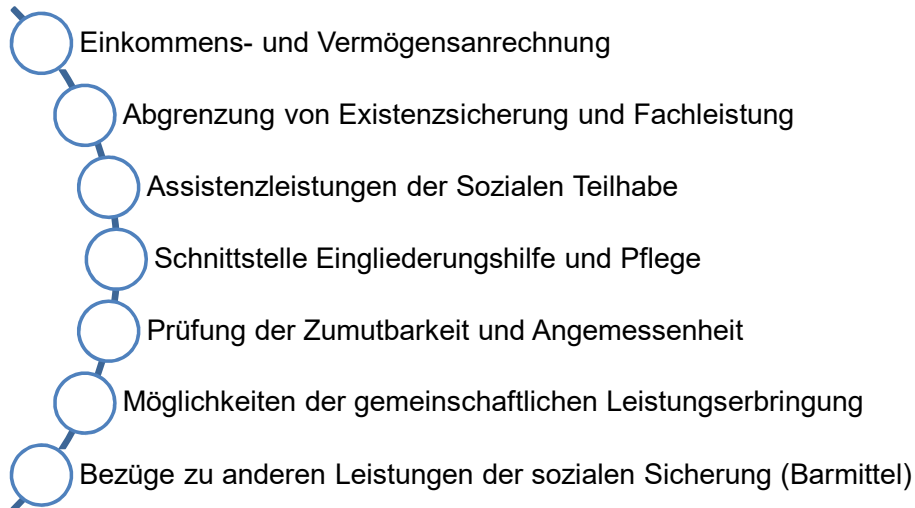 Einkommens- und Vermögensanrechnung
Abgrenzung von Existenzsicherung und Fachleistung
Assistenzleistungen der Sozialen Teilhabe
Schnittstelle Eingliederungshilfe und Pflege
Prüfung der Zumutbarkeit und Angemessenheit
Möglichkeiten der gemeinschaftlichen Leistungserbringung
Bezüge zu anderen Leistungen der sozialen Sicherung (Barmittel)